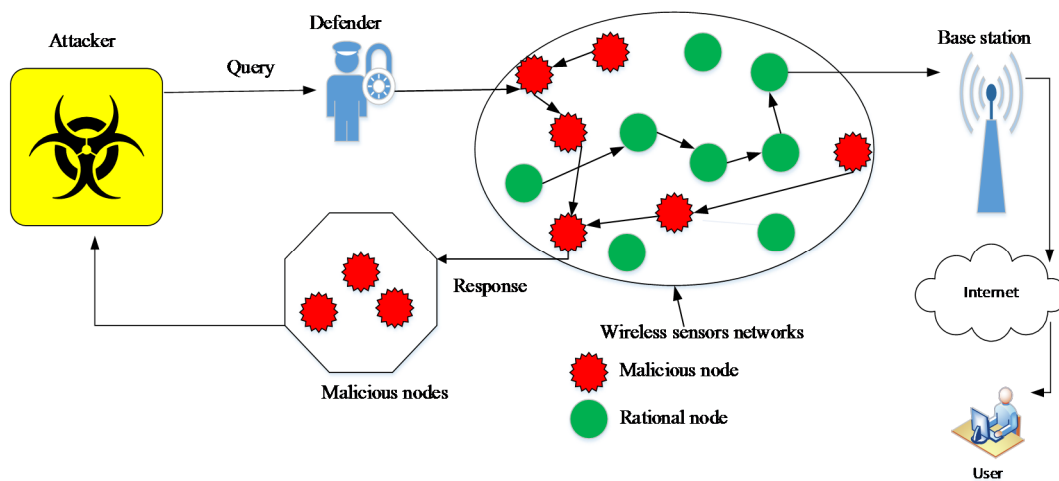 Attacker
Defender
Query
Base station
Response
Internet
Wireless sensors networks
Malicious nodes
Malicious node
Rational node
User